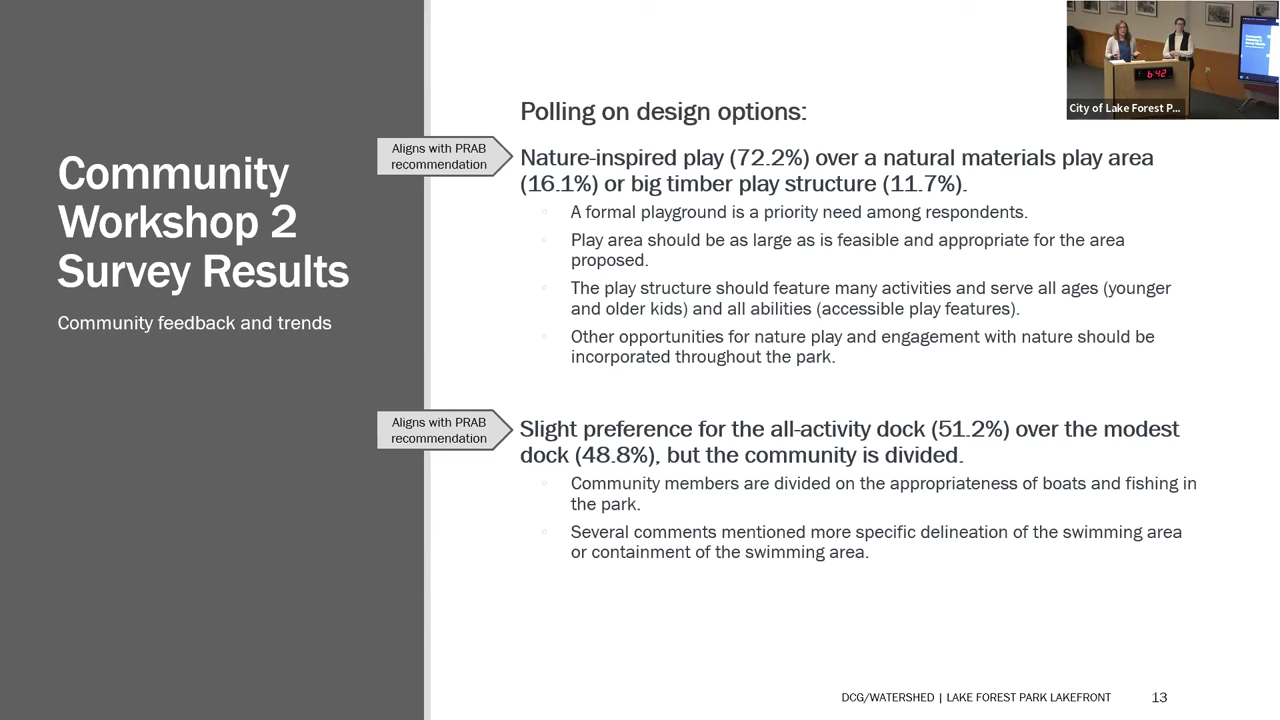 Community
Workshop 2
Survey Results
Community feedback and trends
Polling on design options:
Aligns with PRAB
recommendation
Nature-inspired play (72.2%) over a natural materials play area
(16.1%) or big timber play structure (11.7%).
A formal playground is a priority need among respondents.
Play area should be as large as is feasible and appropriate for the area
proposed.
The play structure should feature many activities and serve all ages (younger
and older kids) and all abilities (accessible play features).
Other opportunities for nature play and engagement with nature should be
incorporated throughout the park.
Aligns with PRAB
recommendation
Slight preference for the all-activity dock (51.2%) over the modest
dock (48.8%), but the community is divided.
Community members are divided on the appropriateness of boats and fishing in
the park.
Several comments mentioned more specific delineation of the swimming area
or containment of the swimming area.
DCG/WATERSHED | LAKE FOREST PARK LAKEFRONT
13
6:42
City of Lake Forest P...